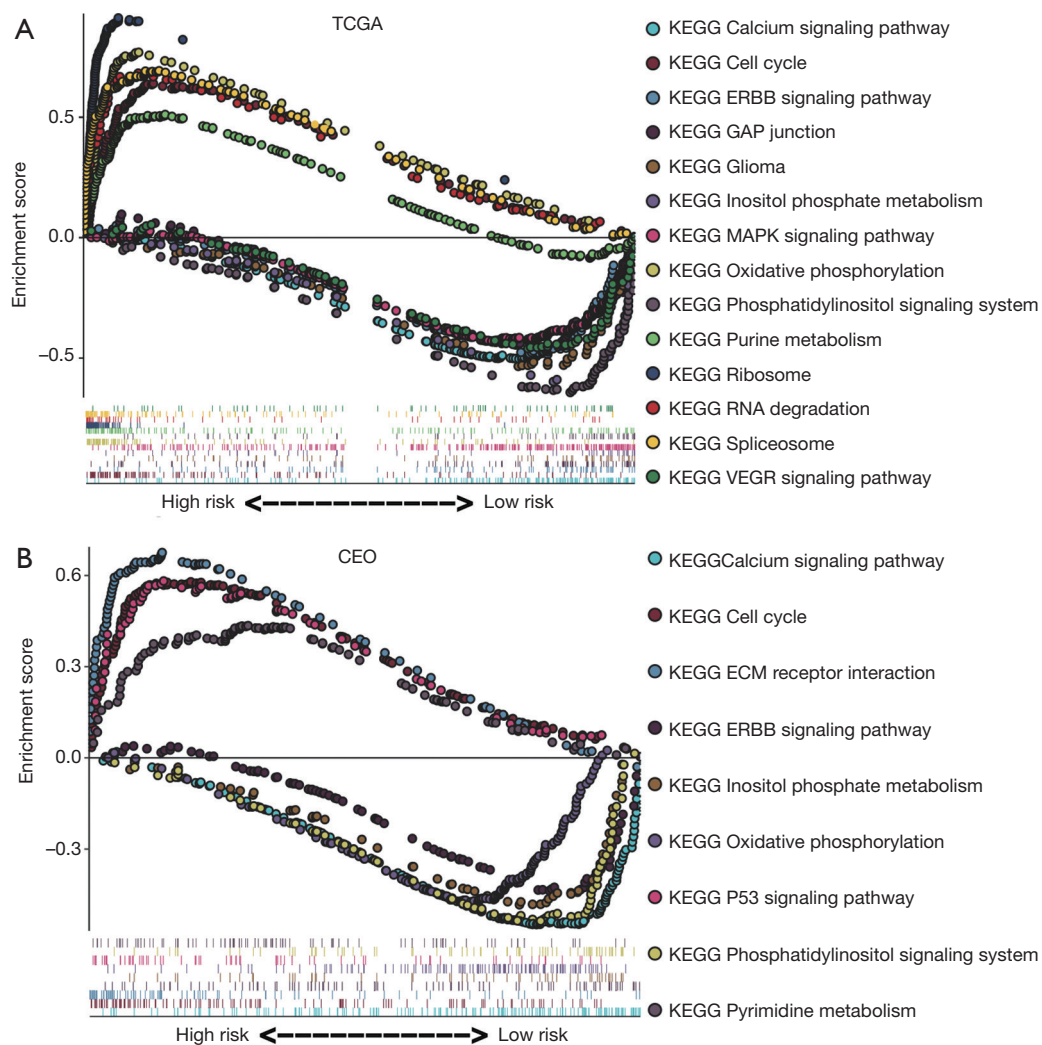 A
TCGA
Enrichment score
0.5
0.0
−0.5
High risk
Low risk
KEGG Calcium signaling pathway
KEGG Cell cycle
KEGG ERBB signaling pathway
KEGG GAP junction
KEGG Glioma
KEGG Inositol phosphate metabolism
KEGG MAPK signaling pathway
KEGG Oxidative phosphorylation
KEGG Phosphatidylinositol signaling system
KEGG Purine metabolism
KEGG Ribosome
KEGG RNA degradation
KEGG Spliceosome
KEGG VEGR signaling pathway
B
CEO
Enrichment score
0.6
0.3
0.0
−0.3
High risk
Low risk
KEGGCalcium signaling pathway
KEGG Cell cycle
KEGG ECM receptor interaction
KEGG ERBB signaling pathway
KEGG Inositol phosphate metabolism
KEGG Oxidative phosphorylation
KEGG P53 signaling pathway
KEGG Phosphatidylinositol signaling system
KEGG Pyrimidine metabolism